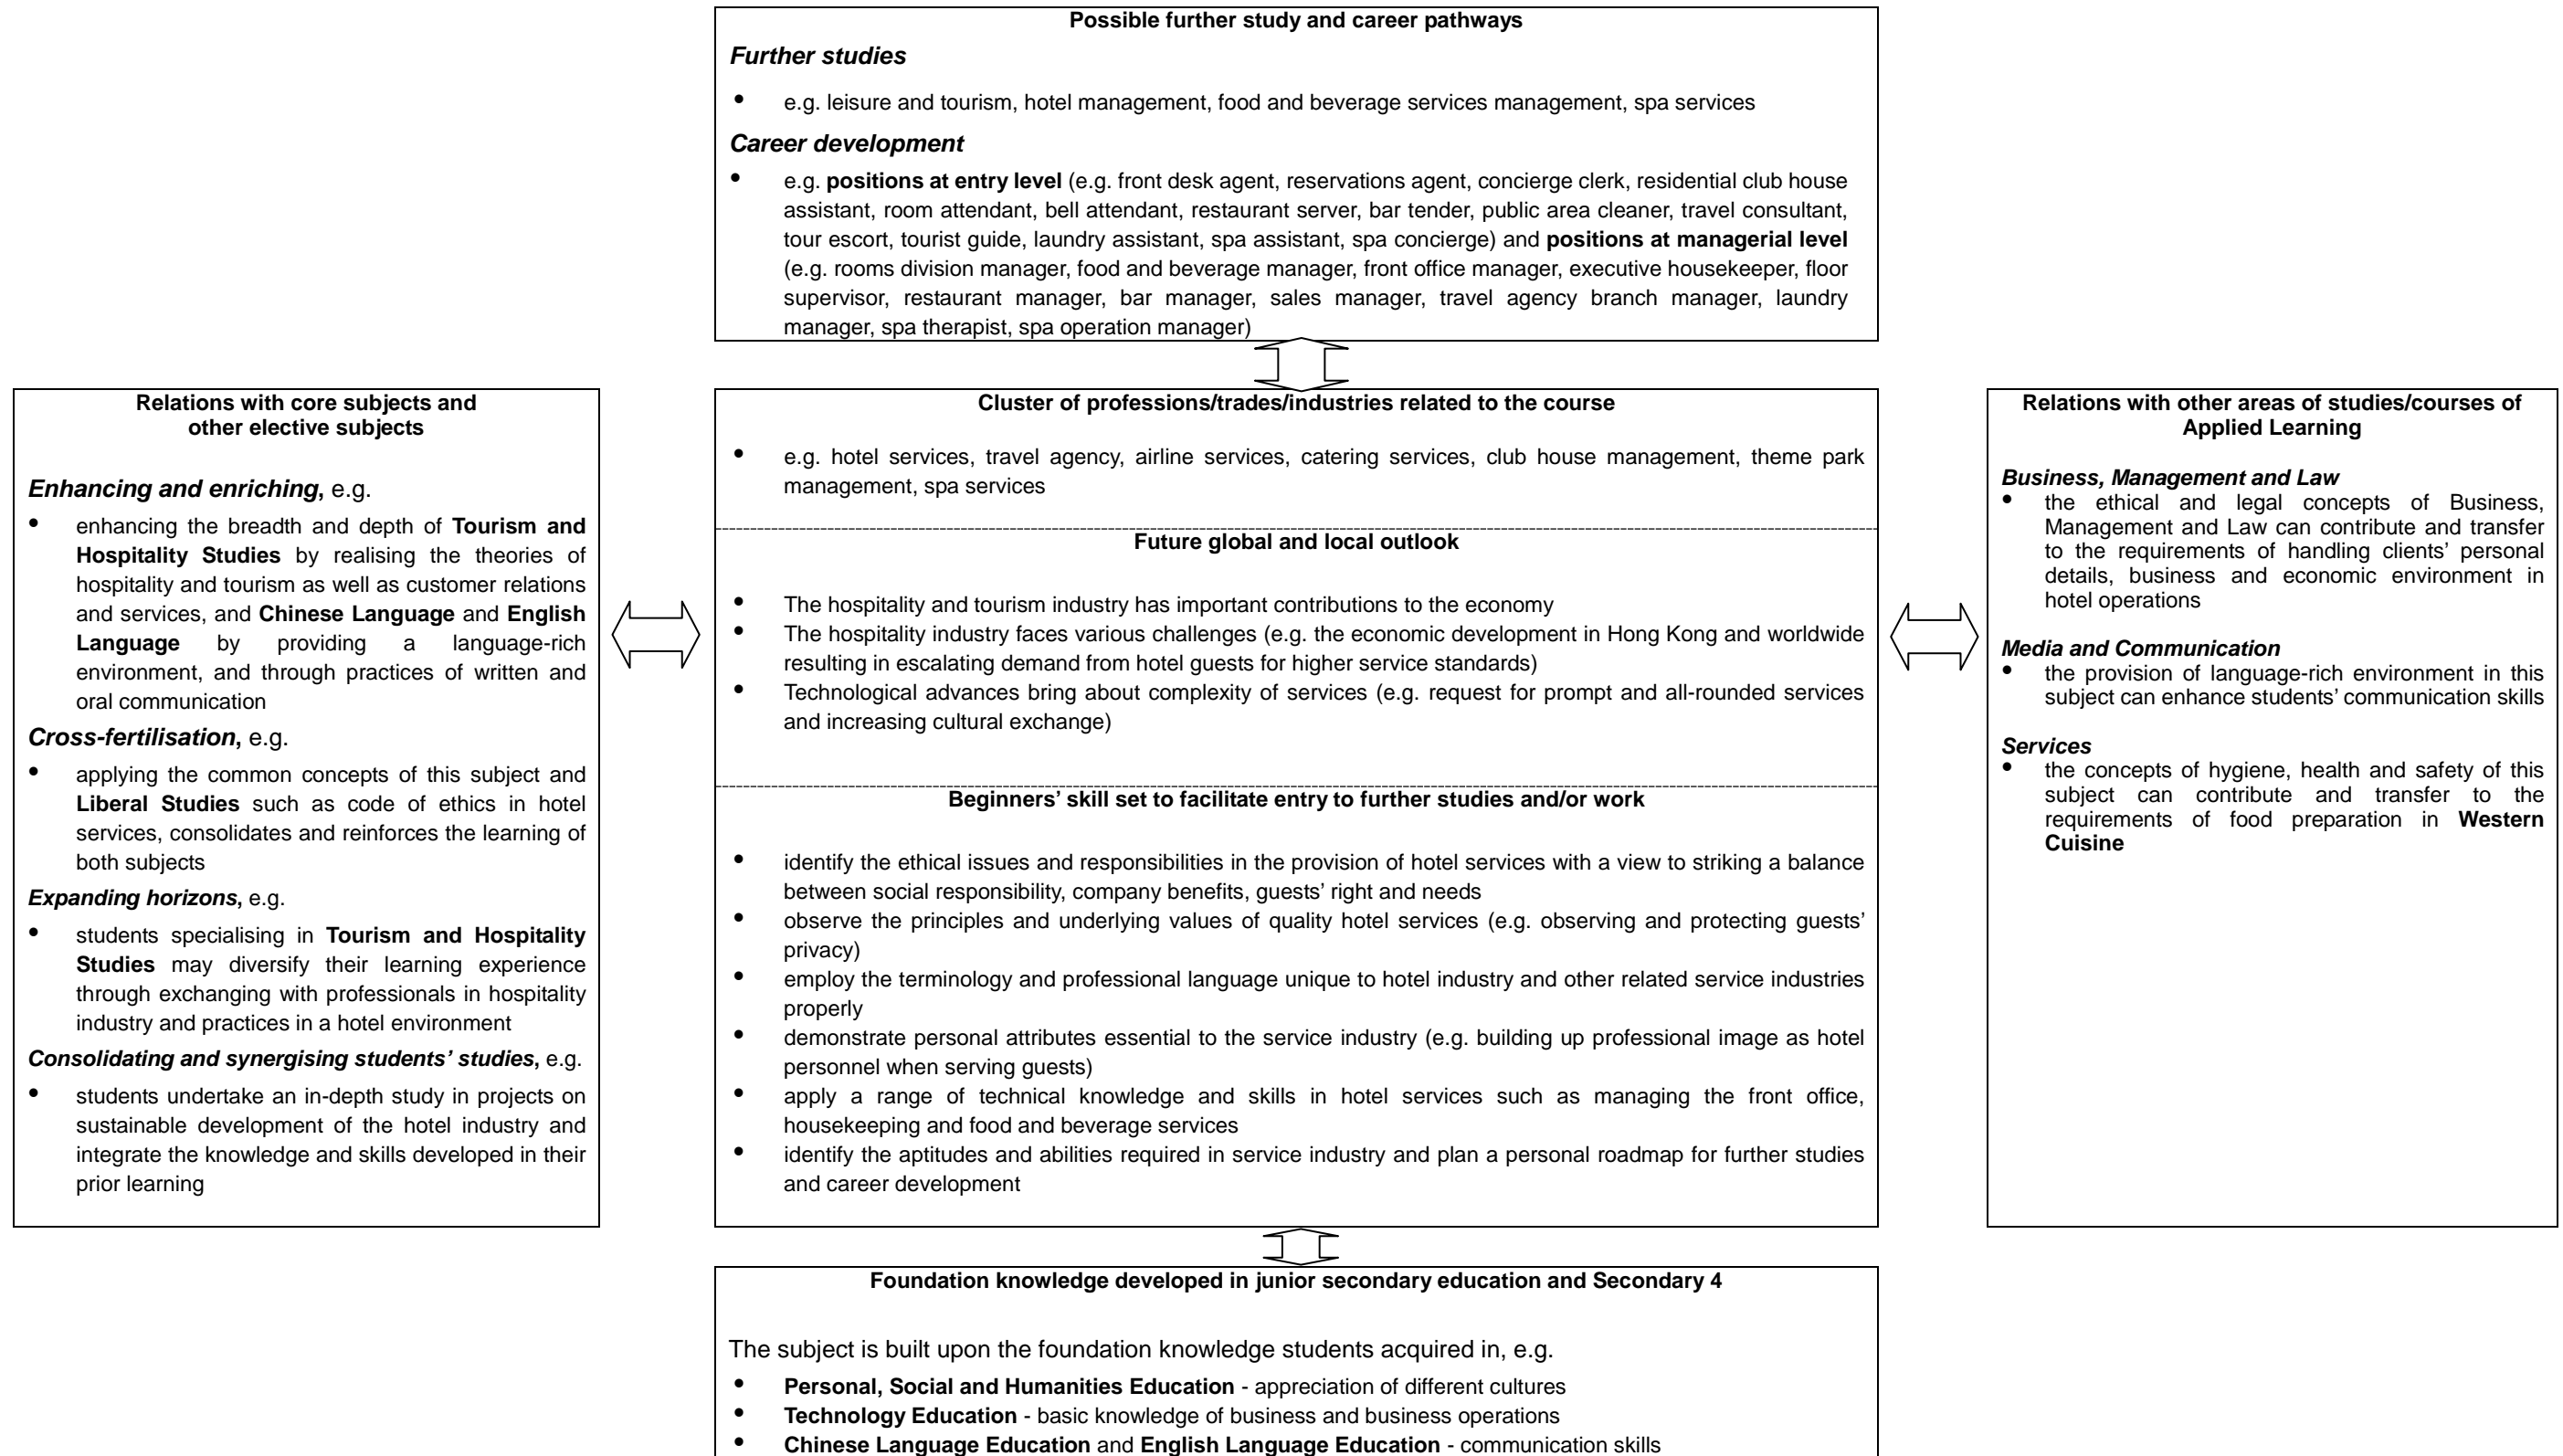 Possible further study and career pathways
Further studies
• e.g. leisure and tourism, hotel management, food and beverage services management, spa services
Career development
• e.g. positions at entry level (e.g. front desk agent, reservations agent, concierge clerk, residential club house
assistant, room attendant, bell attendant, restaurant server, bar tender, public area cleaner, travel consultant,
tour escort, tourist guide, laundry assistant, spa assistant, spa concierge) and positions at managerial level
(e.g. rooms division manager, food and beverage manager, front office manager, executive housekeeper, floor
supervisor, restaurant manager, bar manager, sales manager, travel agency branch manager, laundry
manager, spa therapist, spa operation manager)
Relations with core subjects and
other elective subjects
Enhancing and enriching, e.g.
• enhancing the breadth and depth of Tourism and
Hospitality Studies by realising the theories of
hospitality and tourism as well as customer relations
and services, and Chinese Language and English
Language by providing a language-rich
environment, and through practices of written and
oral communication
Cross-fertilisation, e.g.
• applying the common concepts of this subject and
Liberal Studies such as code of ethics in hotel
services, consolidates and reinforces the learning of
both subjects
Expanding horizons, e.g.
• students specialising in Tourism and Hospitality
Studies may diversify their learning experience
through exchanging with professionals in hospitality
industry and practices in a hotel environment
Consolidating and synergising students' studies, e.g.
• students undertake an in-depth study in projects on
sustainable development of the hotel industry and
integrate the knowledge and skills developed in their
prior learning
Cluster of professions/trades/industries related to the course
• e.g. hotel services, travel agency, airline services, catering services, club house management, theme park
management, spa services
Future global and local outlook
• The hospitality and tourism industry has important contributions to the economy
• The hospitality industry faces various challenges (e.g. the economic development in Hong Kong and worldwide
resulting in escalating demand from hotel guests for higher service standards)
• Technological advances bring about complexity of services (e.g. request for prompt and all-rounded services
and increasing cultural exchange)
Beginners' skill set to facilitate entry to further studies and/or work
• identify the ethical issues and responsibilities in the provision of hotel services with a view to striking a balance
between social responsibility, company benefits, guests' right and needs
• observe the principles and underlying values of quality hotel services (e.g. observing and protecting guests'
privacy)
• employ the terminology and professional language unique to hotel industry and other related service industries
properly
• demonstrate personal attributes essential to the service industry (e.g. building up professional image as hotel
personnel when serving guests)
• apply a range of technical knowledge and skills in hotel services such as managing the front office,
housekeeping and food and beverage services
• identify the aptitudes and abilities required in service industry and plan a personal roadmap for further studies
and career development
Relations with other areas of studies/courses of
Applied Learning
Business, Management and Law
• the ethical and legal concepts of Business,
Management and Law can contribute and transfer
to the requirements of handling clients' personal
details, business and economic environment in
hotel operations
Media and Communication
• the provision of language-rich environment in this
subject can enhance students' communication skills
Services
• the concepts of hygiene, health and safety of this
subject can contribute and transfer to the
requirements of food preparation in Western
Cuisine
Foundation knowledge developed in junior secondary education and Secondary 4
The subject is built upon the foundation knowledge students acquired in, e.g.
• Personal, Social and Humanities Education - appreciation of different cultures
• Technology Education - basic knowledge of business and business operations
• Chinese Language Education and English Language Education - communication skills